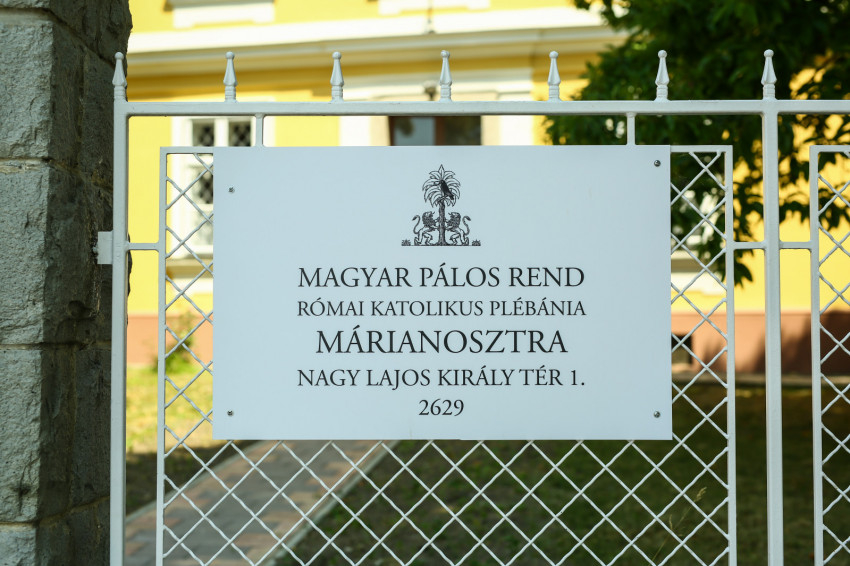 MAGYAR PÁLOS REND
RÓMAI KATOLIKUS PLÉBÁNIA
MÁRIANOSZTRA
NAGY LAJOS KIRÁLY TÉR 1.
2629